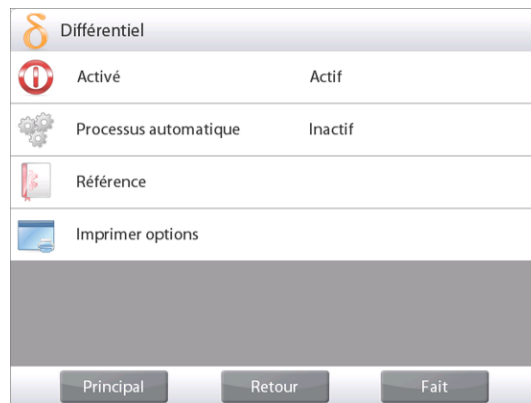 δ Différentiel
Activé Actif
Processus automatique Inactif
Référence
Imprimer options
Principal Retour Fait